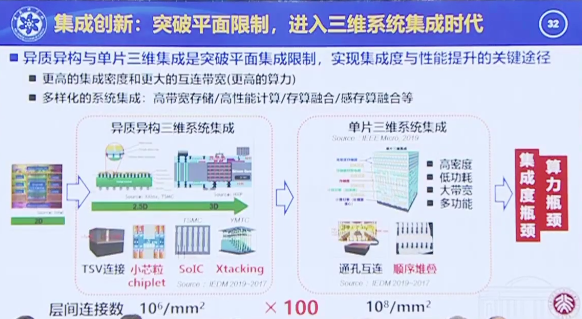 集成创新：突破平面限制，进入三维系统集成时代
32
异质异构与单片三维集成是突破平面集成限制，实现集成度与性能提升的关键途径
更高的集成密度和更大的互连带宽(更高的算力)
多样化的系统集成：高带宽存储/高性能计算/存算融合/感存算融合等
异质异构三维系统集成
2.5D
3D
TSMC
YMTC
TSV连接
小芯粒
chiplet
SoIC
Xtacking
Source ： IEDM 2019~2017
单片三维系统集成
Source ： IEEE Micro, 2019
高密度
低功耗
大带宽
多功能
通孔互连
顺序堆叠
Source ： IEDM 2019~2017
集成度瓶颈
算力瓶颈
2D
层间连接数
10⁶/mm²
× 100
10⁸/mm²